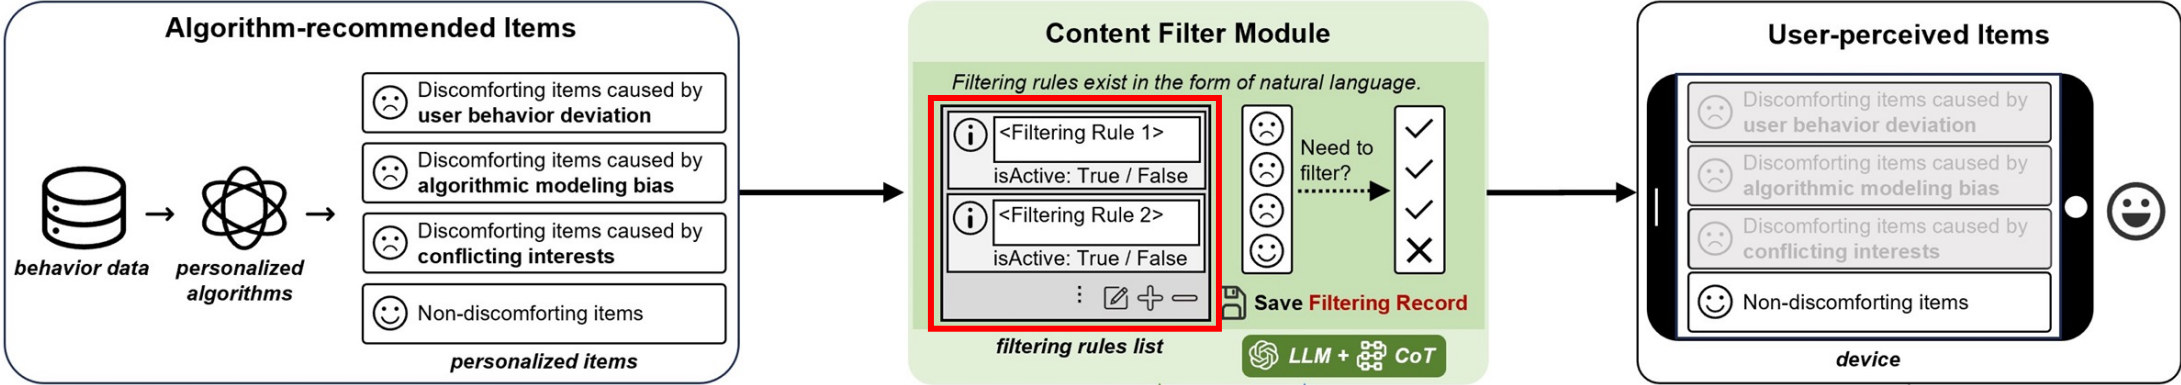 Algorithm-recommended Items
Discomforting items caused by
user behavior deviation
Discomforting items caused by
algorithmic modeling bias
Discomforting items caused by
conflicting interests
Non-discomforting items
behavior data
personalized
algorithms
personalized items
Content Filter Module
Filtering rules exist in the form of natural language.
<Filtering Rule 1>
isActive: True / False
<Filtering Rule 2>
isActive: True / False
filtering rules list
Need to
filter?
Save Filtering Record
LLM + CoT
User-perceived Items
Discomforting items caused by
user behavior deviation
Discomforting items caused by
algorithmic modeling bias
Discomforting items caused by
conflicting interests
Non-discomforting items
device